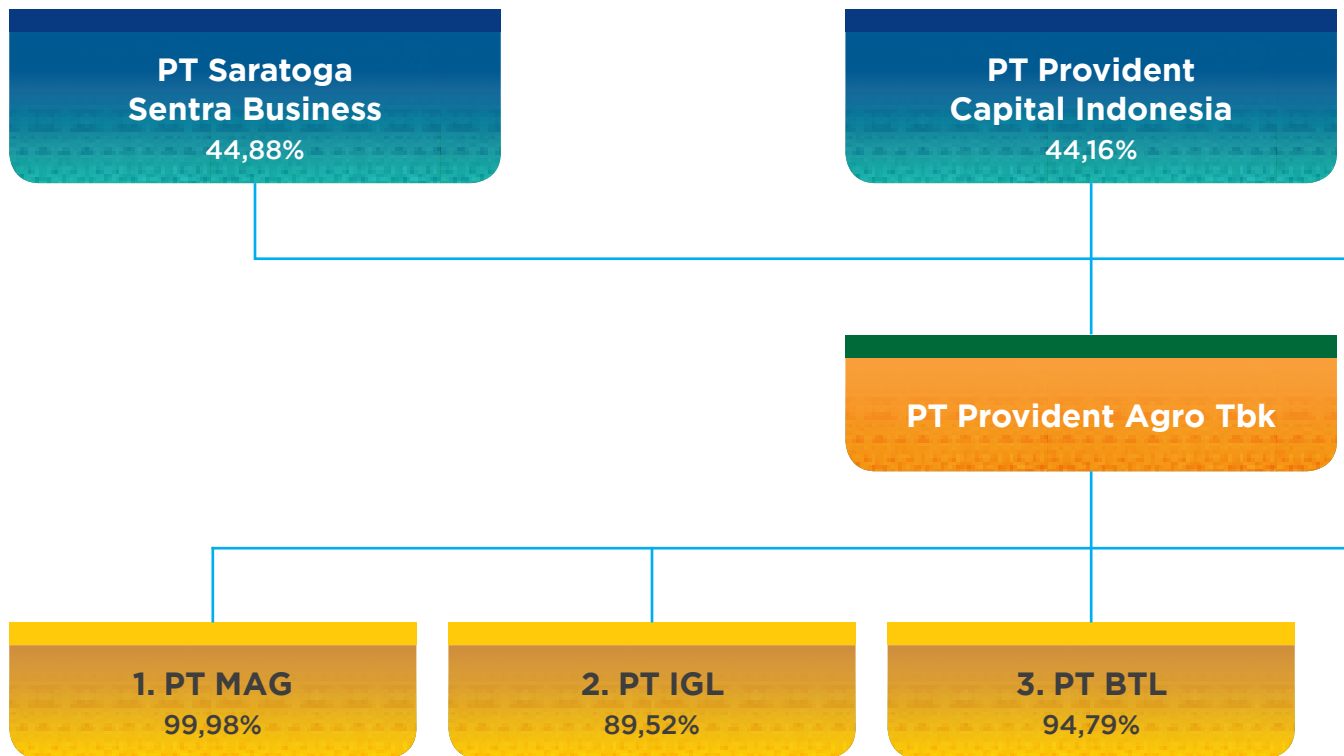 PT Saratoga
Sentra Business
44,88%
PT Provident
Capital Indonesia
44,16%
PT Provident Agro Tbk
1. PT MAG
99,98%
2. PT IGL
89,52%
3. PT BTL
94,79%